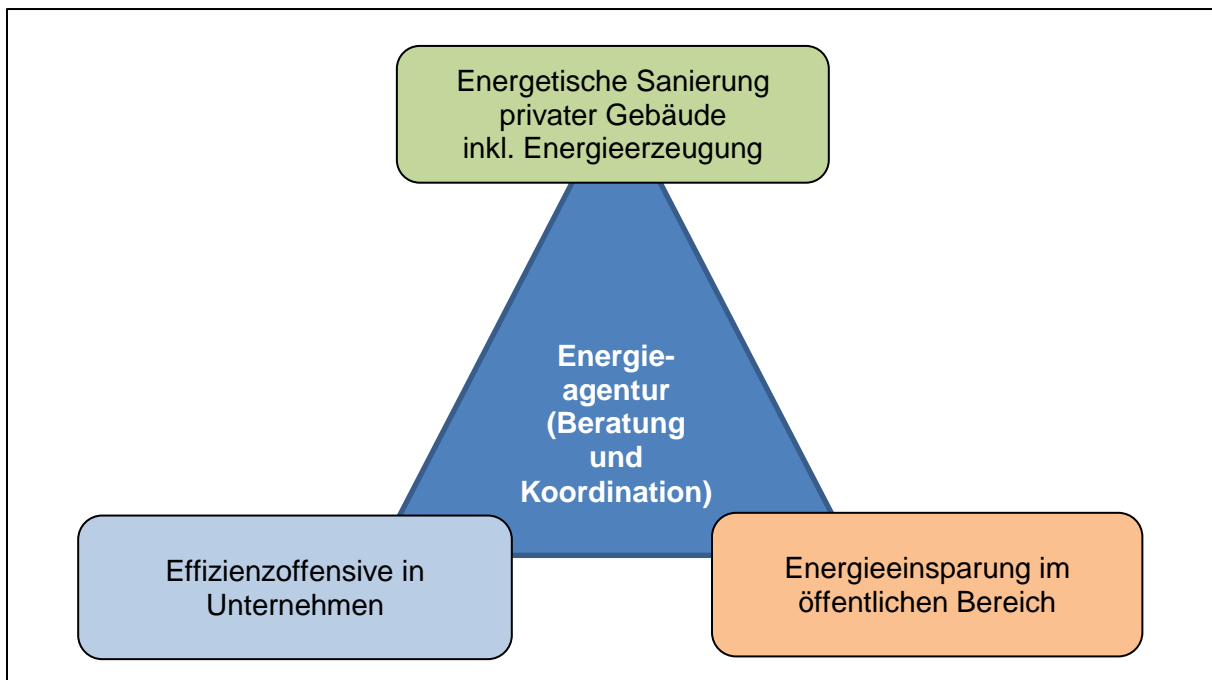 Energetische Sanierung
privater Gebäude
inkl. Energieerzeugung
Energie-
agentur
(Beratung
und
Koordination)
Effizienzoffensive in
Unternehmen
Energieeinsparung im
öffentlichen Bereich